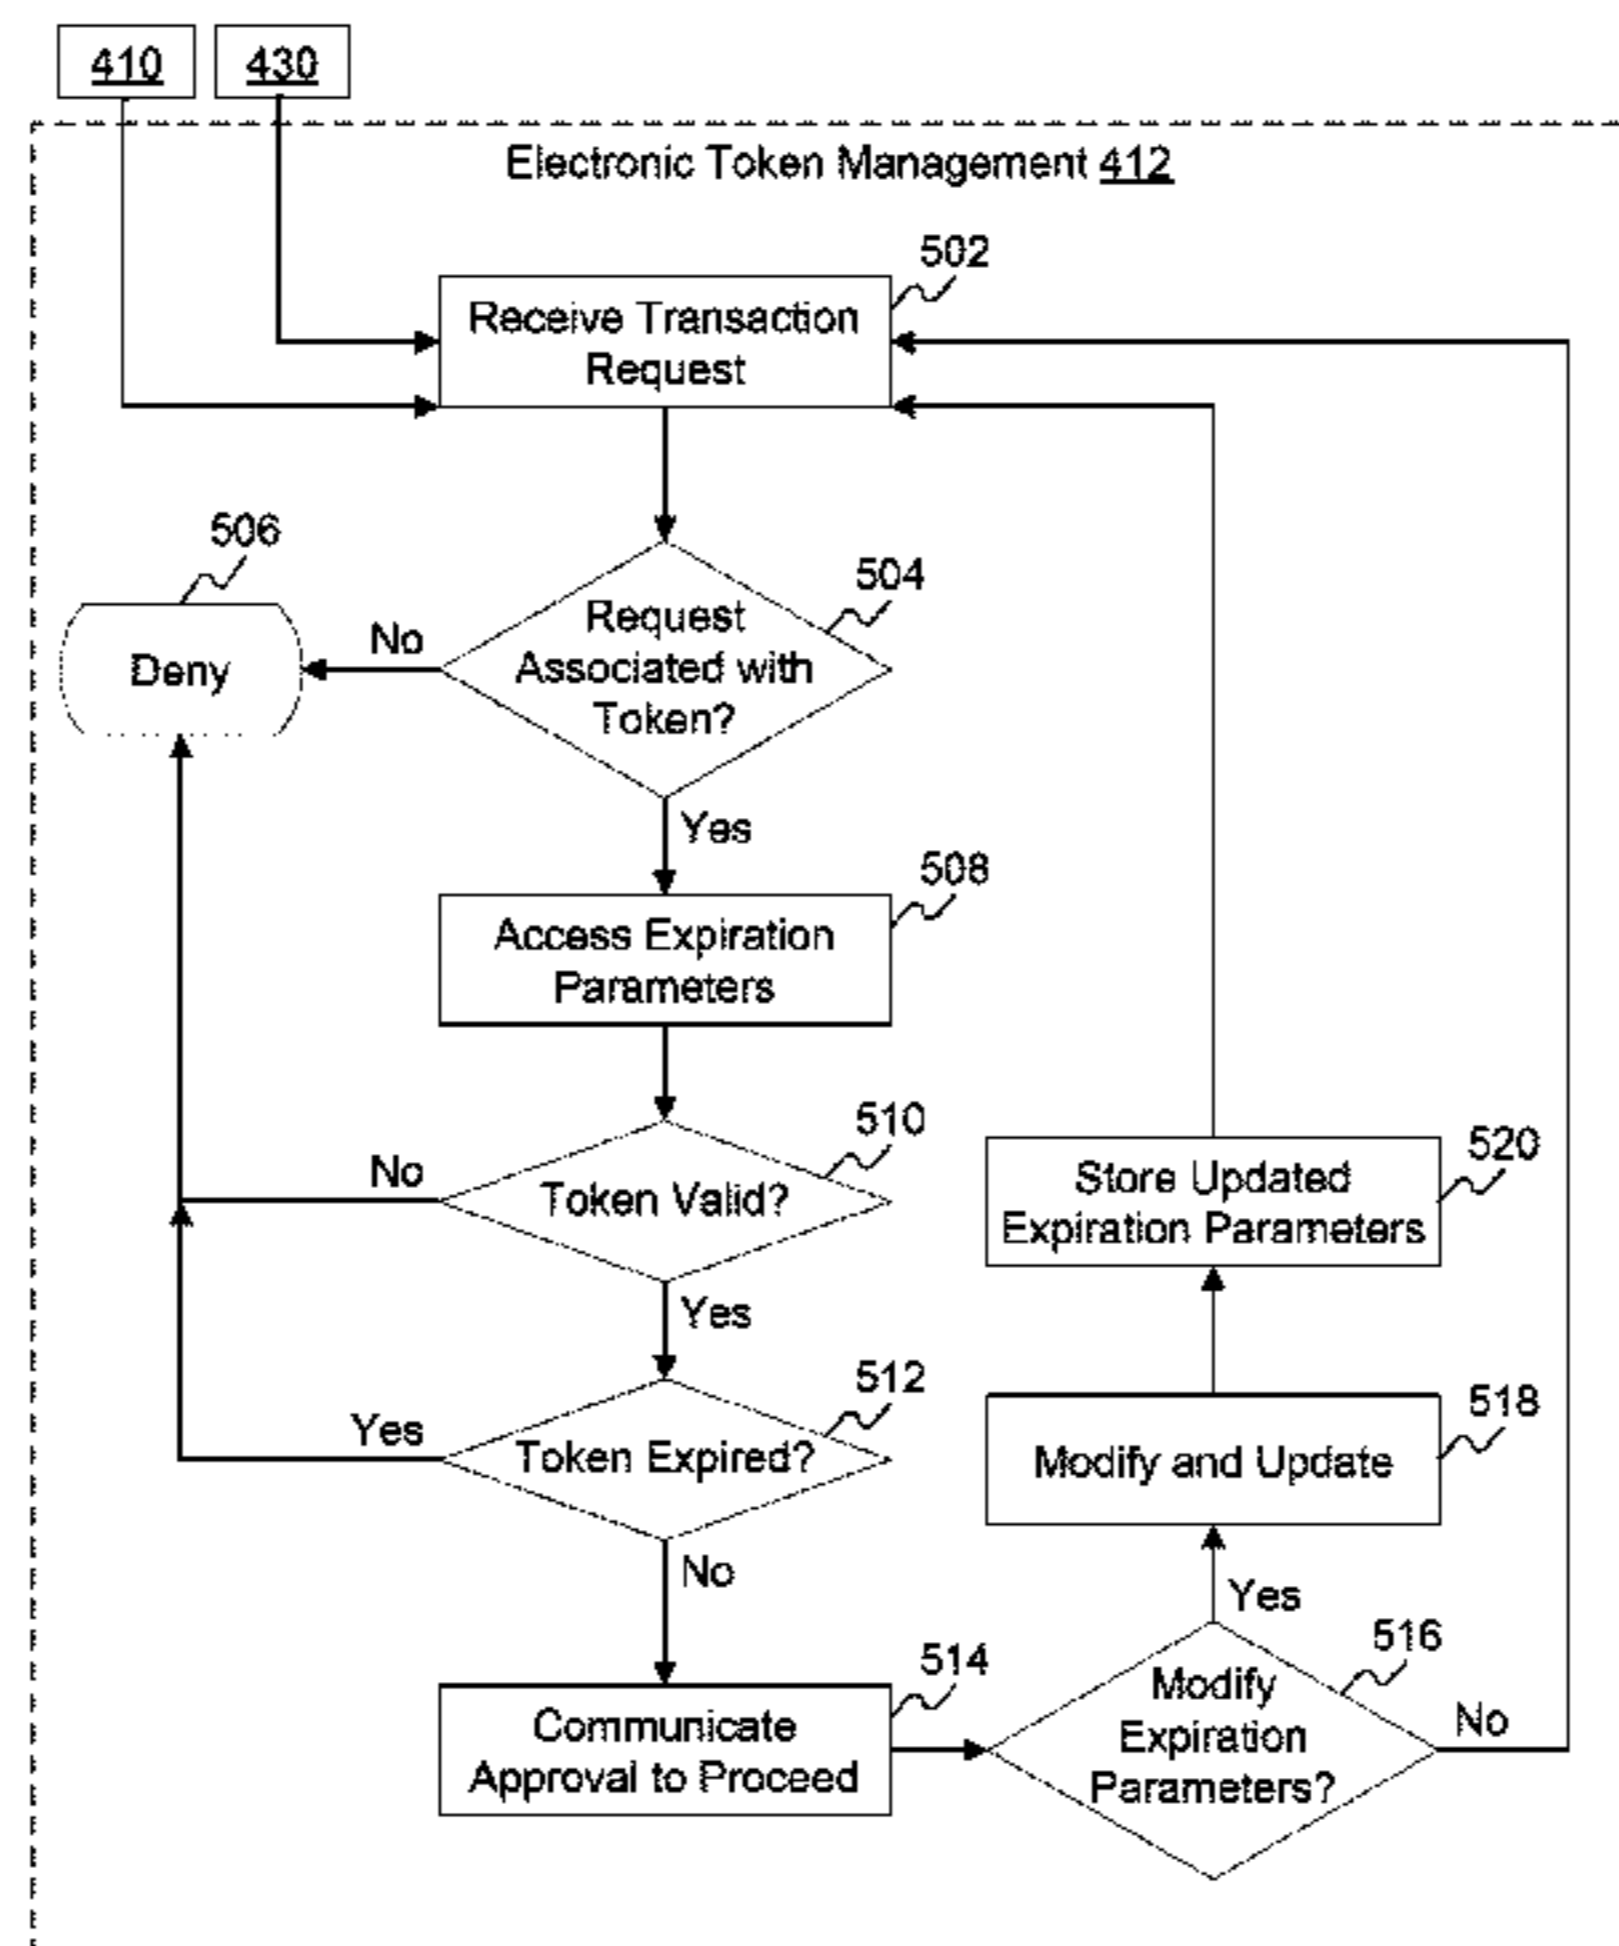 410
430
Electronic Token Management 412
502
Receive Transaction
Request
506
504
Deny
No
Request
Associated with
Token?
Yes
508
Access Expiration
Parameters
510
No
Token Valid?
Yes
520
Store Updated
Expiration Parameters
512
Yes
Token Expired?
518
Modify and Update
No
Yes
514
Communicate
Approval to Proceed
516
Modify
Expiration
Parameters?
No